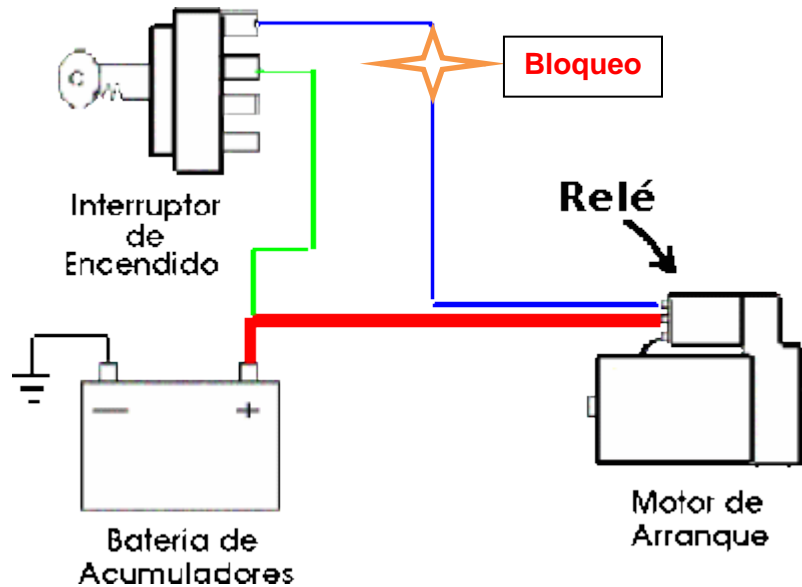 Bloqueo
Interruptor
de
Encendido
Relé
— +
Batería de
Acumuladores
Motor de
Arranque